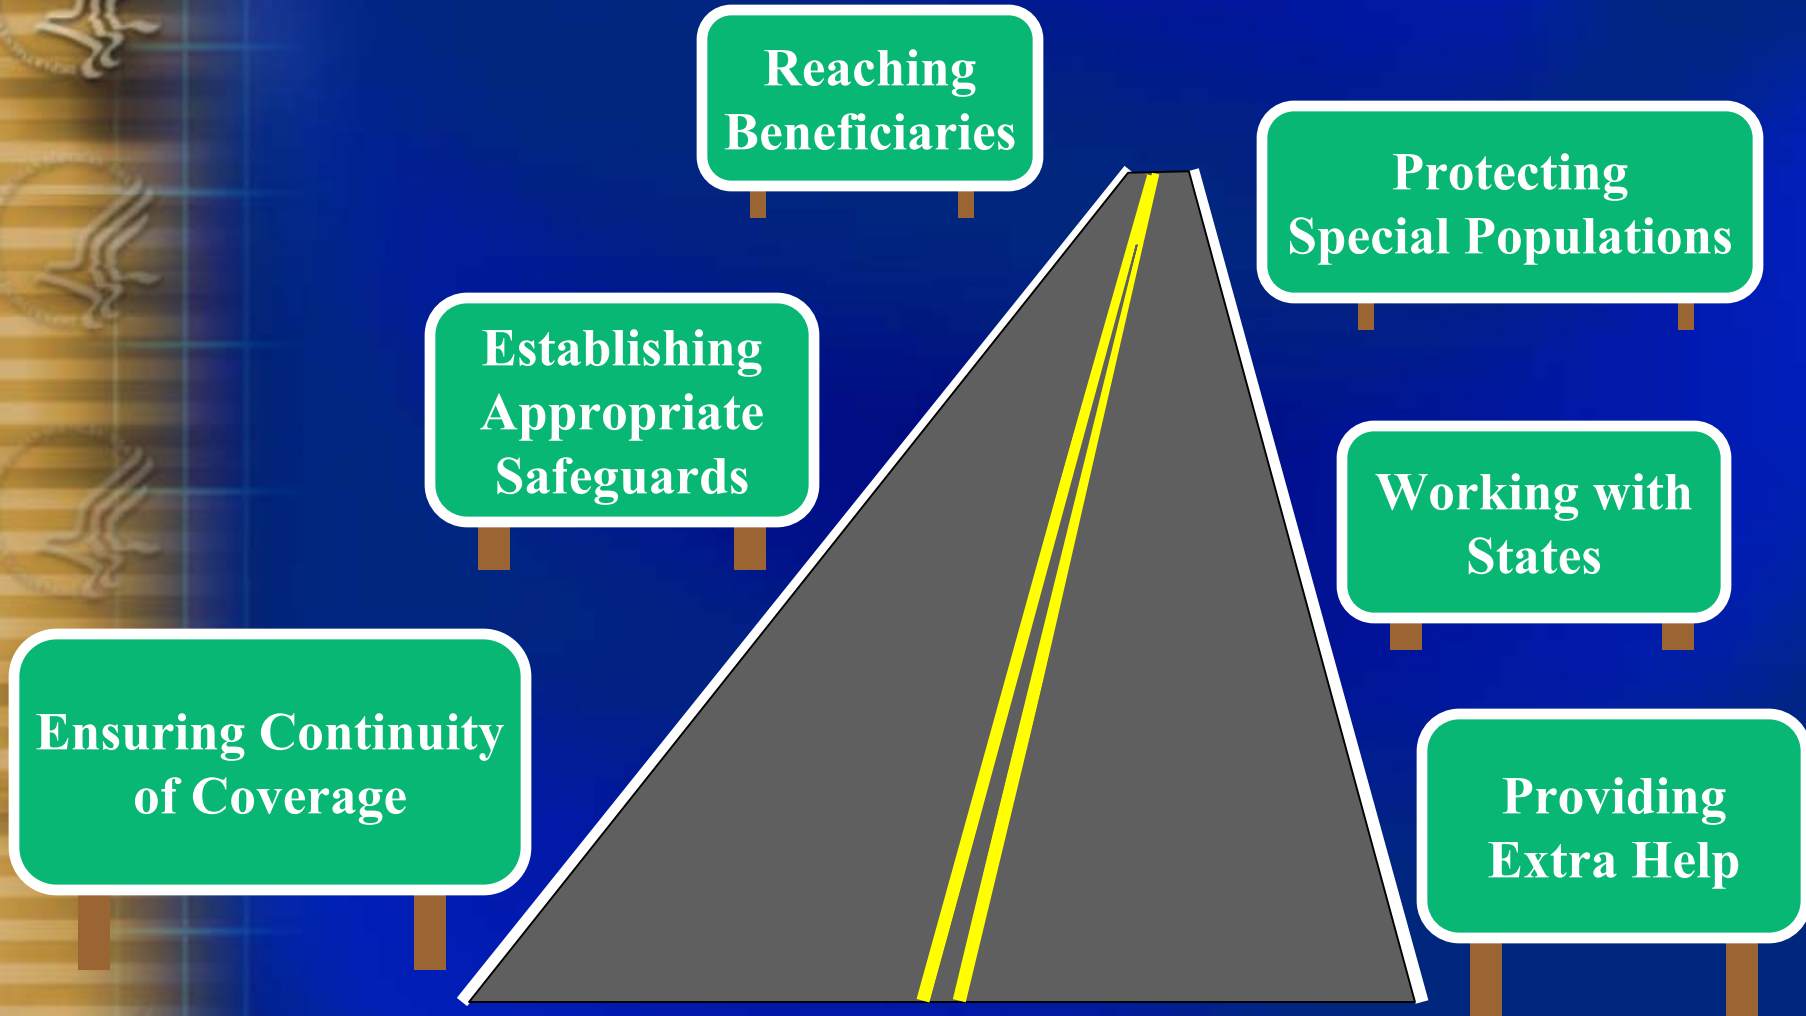 Reaching
Beneficiaries
Protecting
Special Populations
Establishing
Appropriate
Safeguards
Working with
States
Ensuring Continuity
of Coverage
Providing
Extra Help